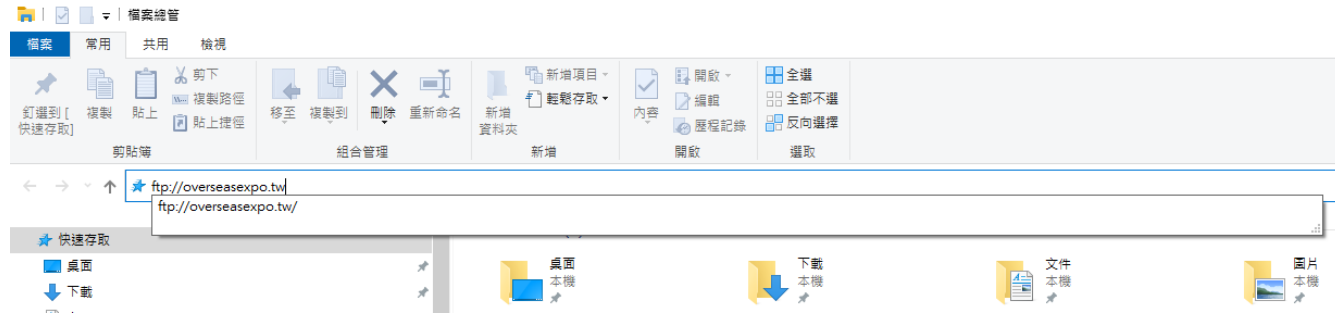 檔案總管
檔案 常用 共用 檢視
釘選到 [快速存取]
複製
貼上
剪下
複製路徑
貼上捷徑
剪貼簿
移至
複製到
刪除
重新命名
組合管理
新增資料夾
新增項目
輕鬆存取
新增
內容
開啟
編輯
歷程記錄
開啟
全選
全部不選
反向選擇
選取
ftp://overseasexpo.tw
ftp://overseasexpo.tw/
快速存取
桌面
下載
桌面
本機
下載
本機
文件
本機
圖片
本機